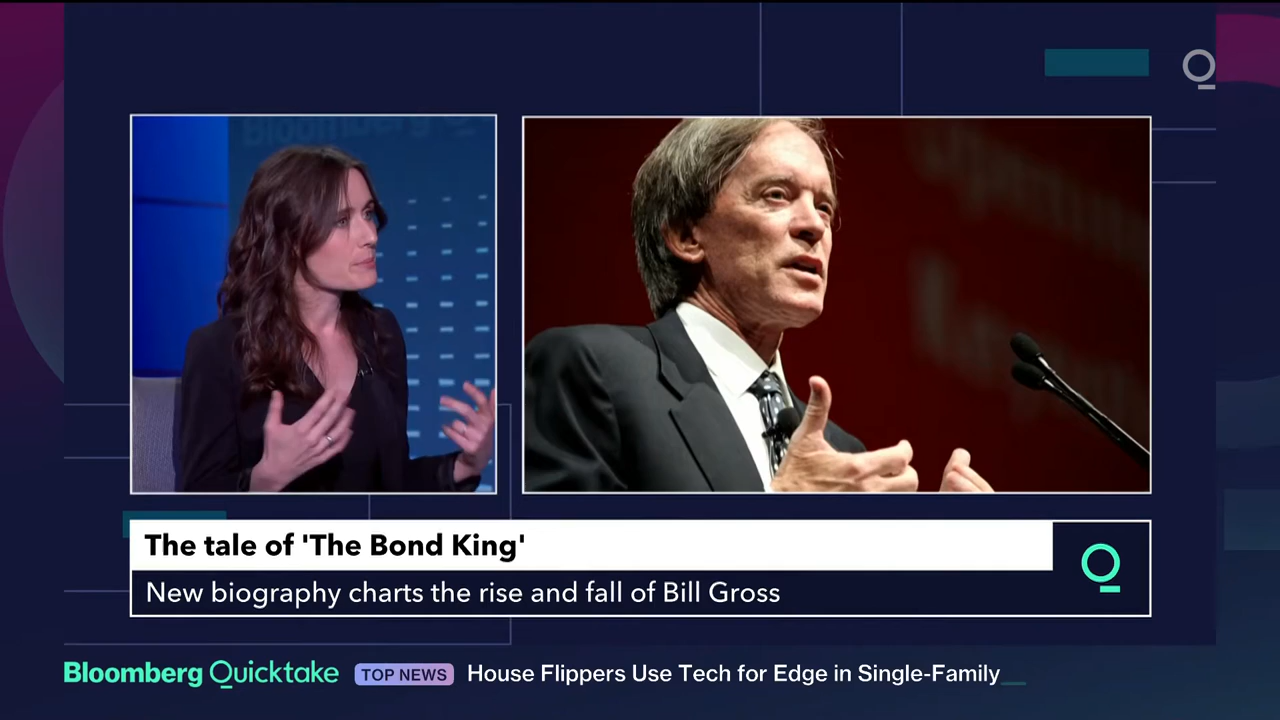 Bloomberg
The tale of 'The Bond King'
New biography charts the rise and fall of Bill Gross
Bloomberg Quicktake
TOP NEWS
House Flippers Use Tech for Edge in Single-Family